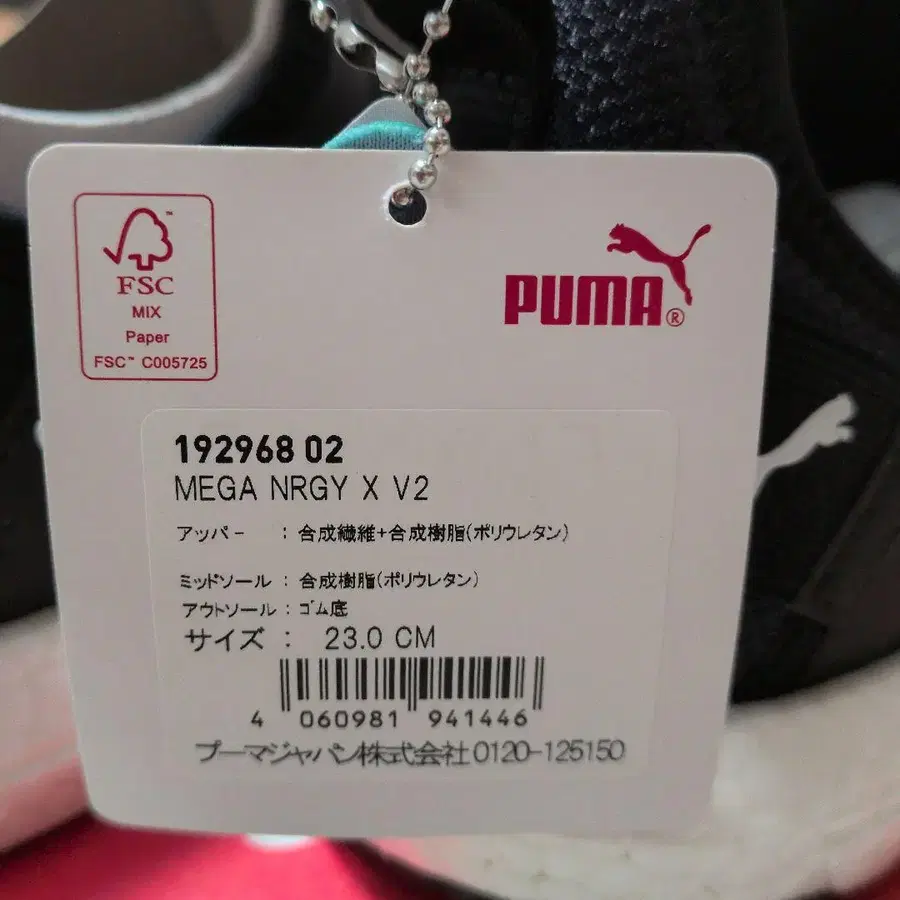 FSC™
MIX
Paper
FSC™ C005725
PUMA®
192968 02
MEGA NRGY X V2
アッパー : 合成繊維+合成樹脂(ポリウレタン)
ミッドソール : 合成樹脂(ポリウレタン)
アウトソール : ゴム底
サイズ : 23.0 CM
4 060981 941446
プーマジャパン株式会社 0120-125150